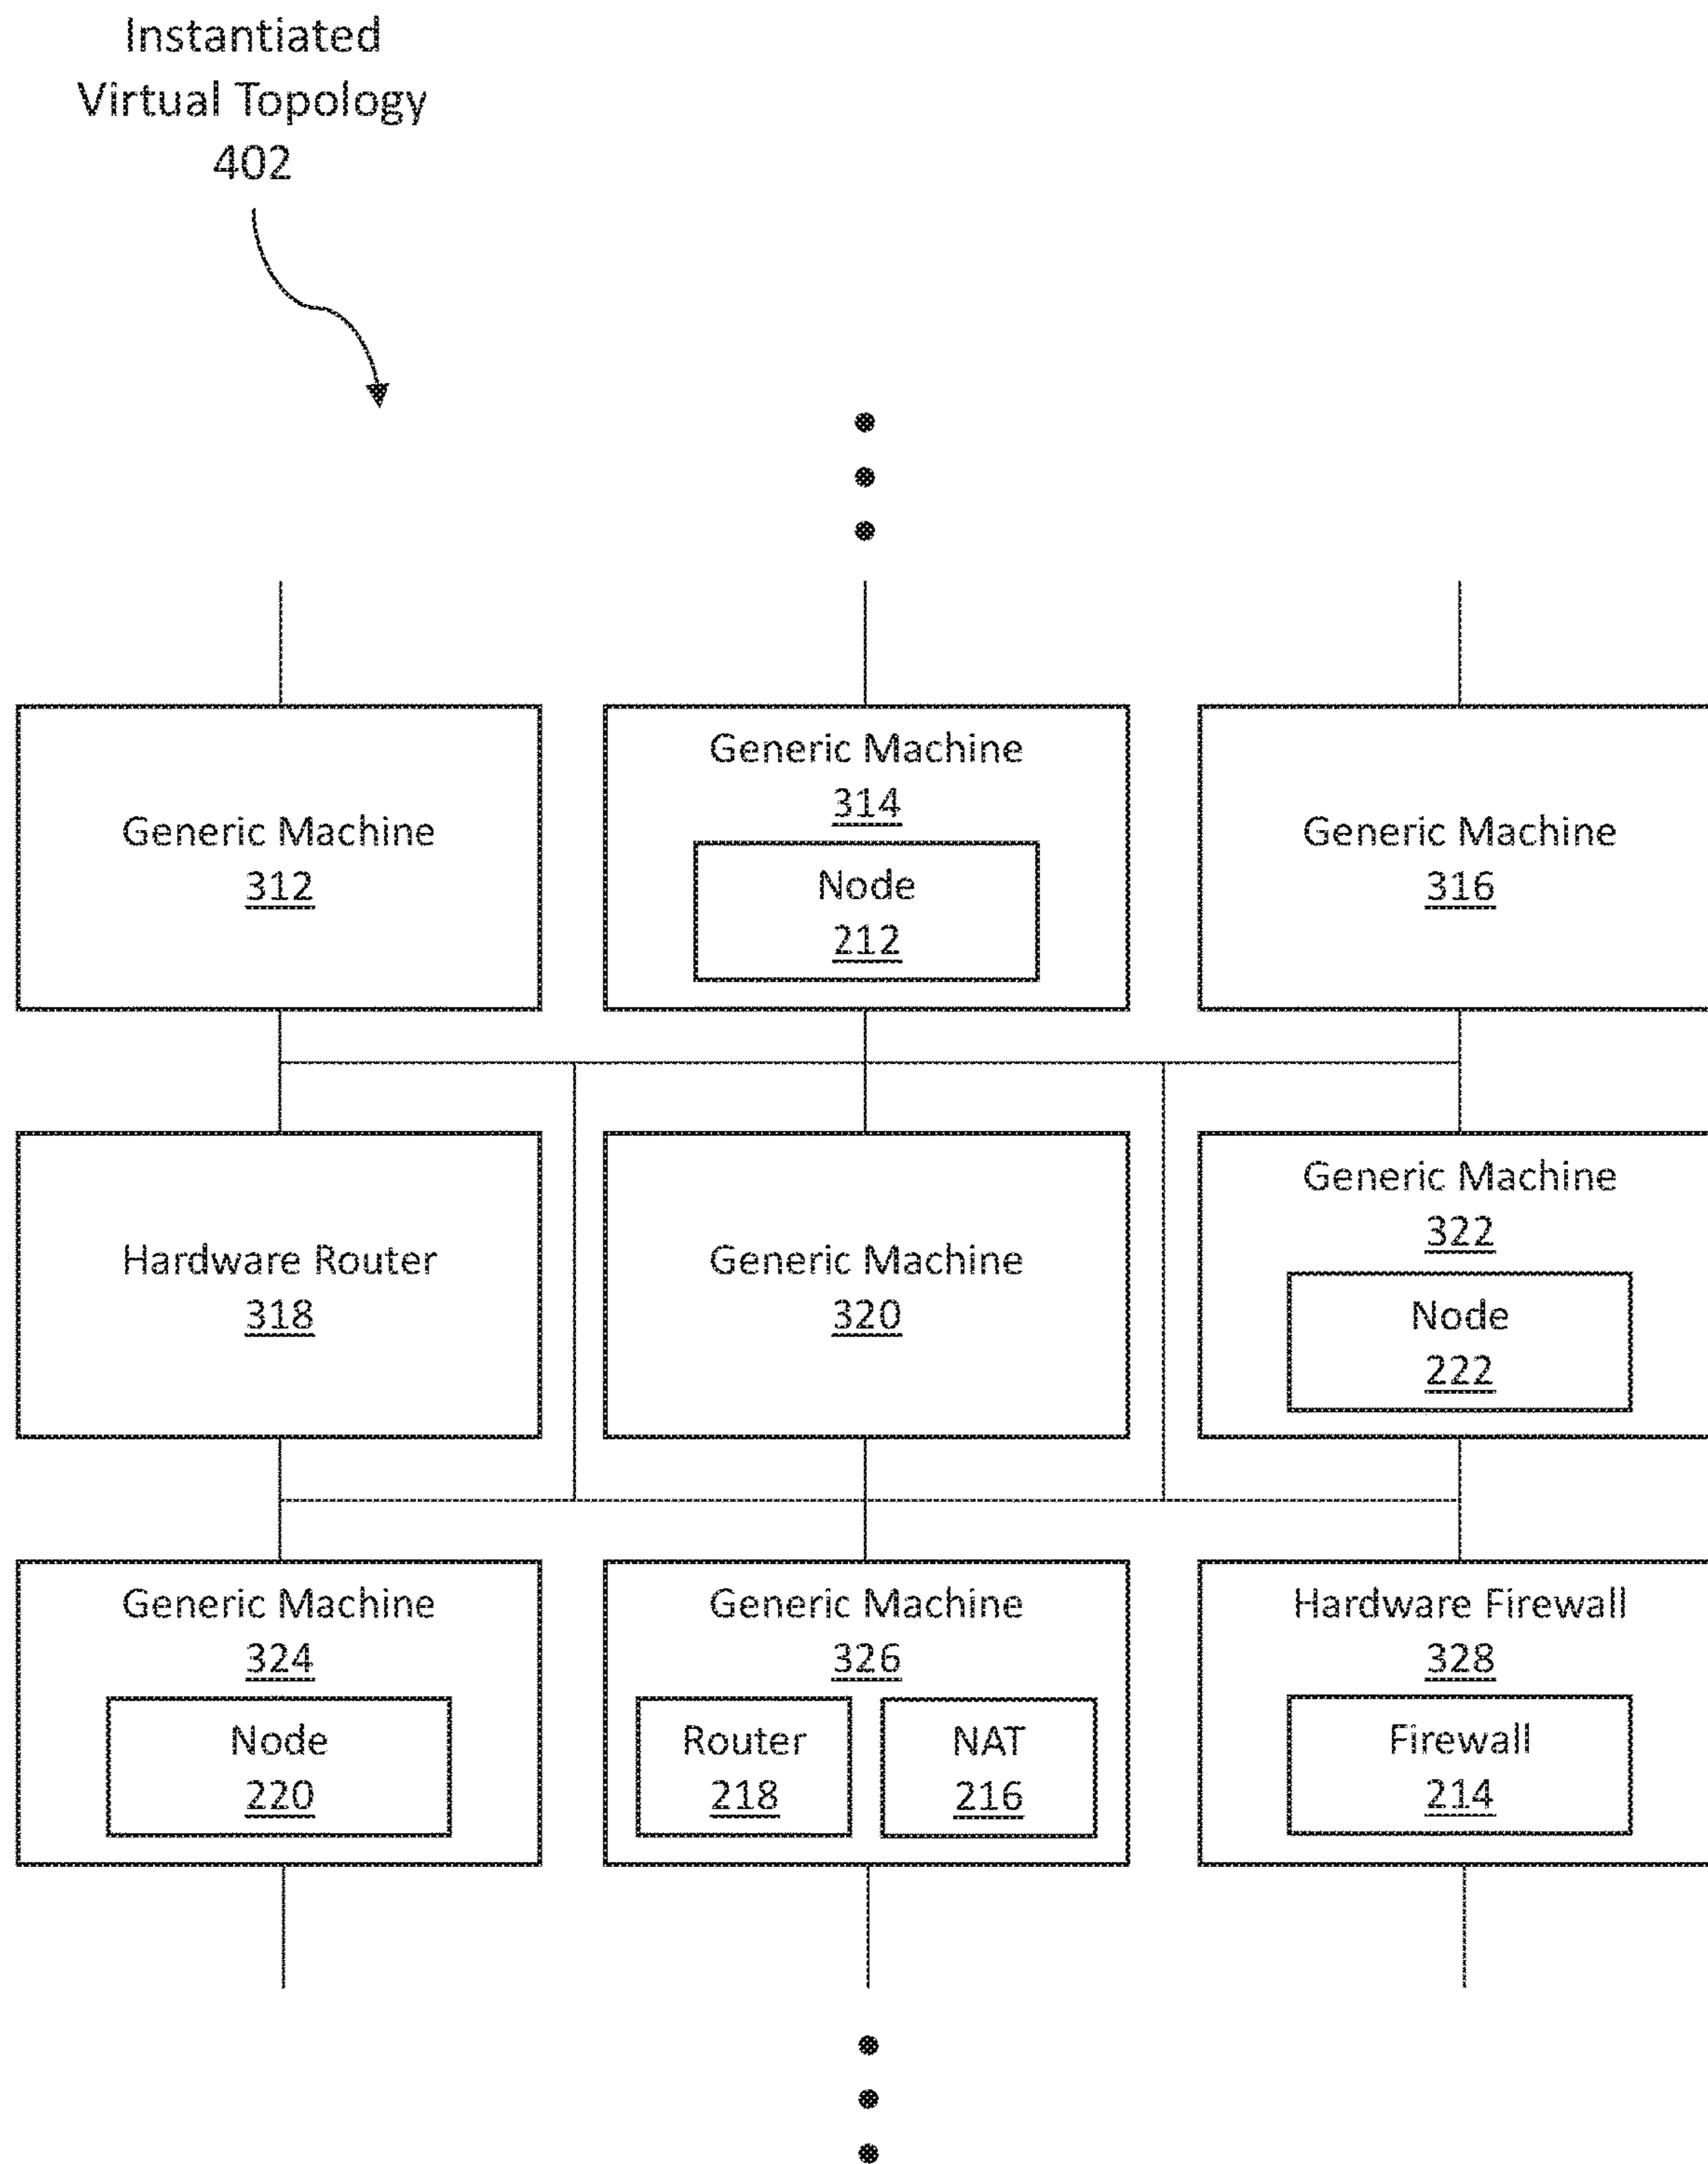 Instantiated
Virtual Topology
402
Generic Machine
312
Generic Machine
314
Node
212
Generic Machine
316
Hardware Router
318
Generic Machine
320
Generic Machine
322
Node
222
Generic Machine
324
Node
220
Generic Machine
326
Router
218
NAT
216
Hardware Firewall
328
Firewall
214